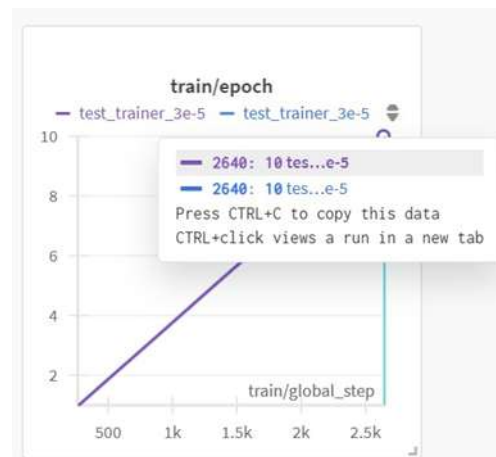 train/epoch
test_trainer_3e-5 test_trainer_3e-5
10
2640: 10 tes...e-5
2640: 10 tes...e-5
8
Press CTRL+C to copy this data
CTRL+click views a run in a new tab
6
4
2
train/global_step
500 1k 1.5k 2k 2.5k